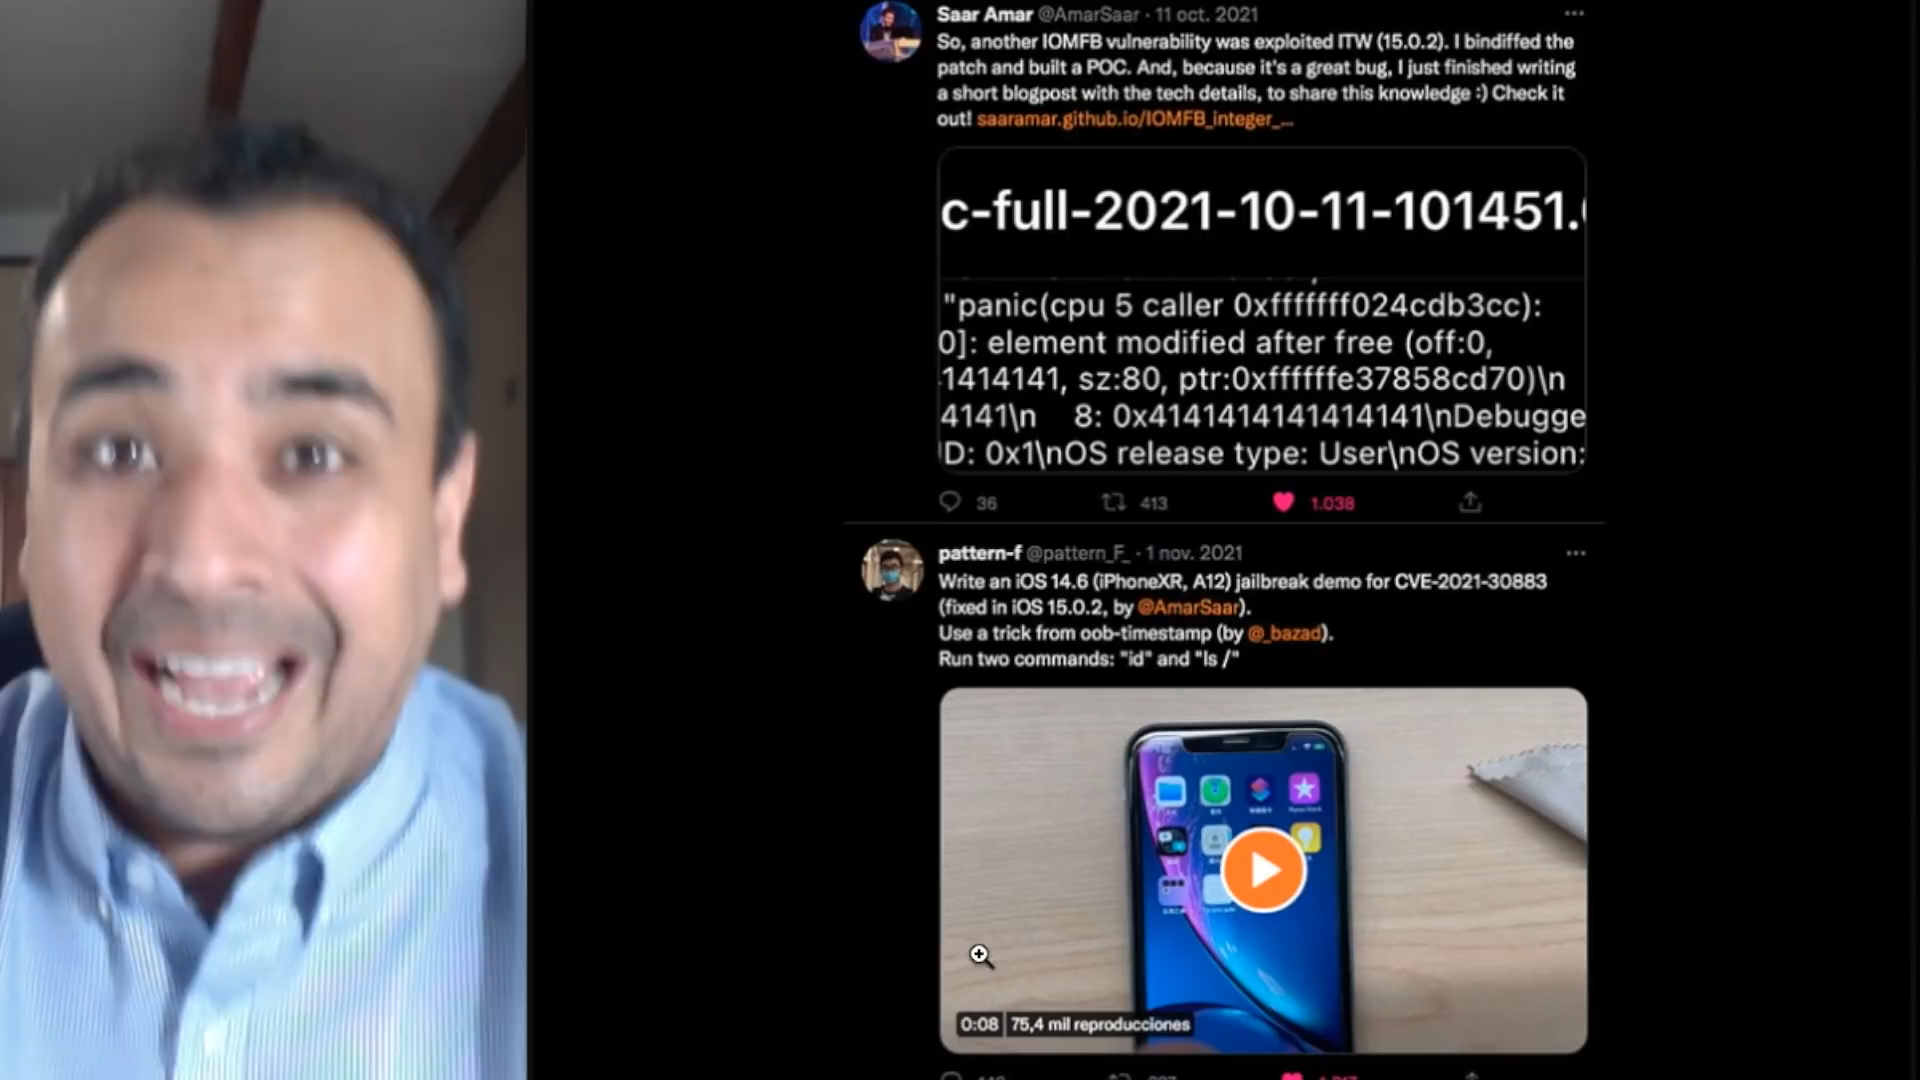 Saar Amar @AmarSaar · 11 oct. 2021
So, another IOMFB vulnerability was exploited ITW (15.0.2). I bindiffed the
patch and built a POC. And, because it's a great bug, I just finished writing
a short blogpost with the tech details, to share this knowledge :) Check it
out! saaramar.github.io/IOMFB_integer_...
c-full-2021-10-11-101451.
"panic(cpu 5 caller 0xfffffff024cdb3cc):
0]: element modified after free (off:0,
1414141, sz:80, ptr:0xffffffe37858cd70)\n
4141\n 8: 0x4141414141414141\nDebugge
D: 0x1\nOS release type: User\nOS version:
36 413 1.038
pattern-f @pattern_F_ · 1 nov. 2021
Write an iOS 14.6 (iPhoneXR, A12) jailbreak demo for CVE-2021-30883
(fixed in iOS 15.0.2, by @AmarSaar).
Use a trick from oob-timestamp (by @_bazad).
Run two commands: "id" and "ls /"
0:08 75,4 mil reproducciones